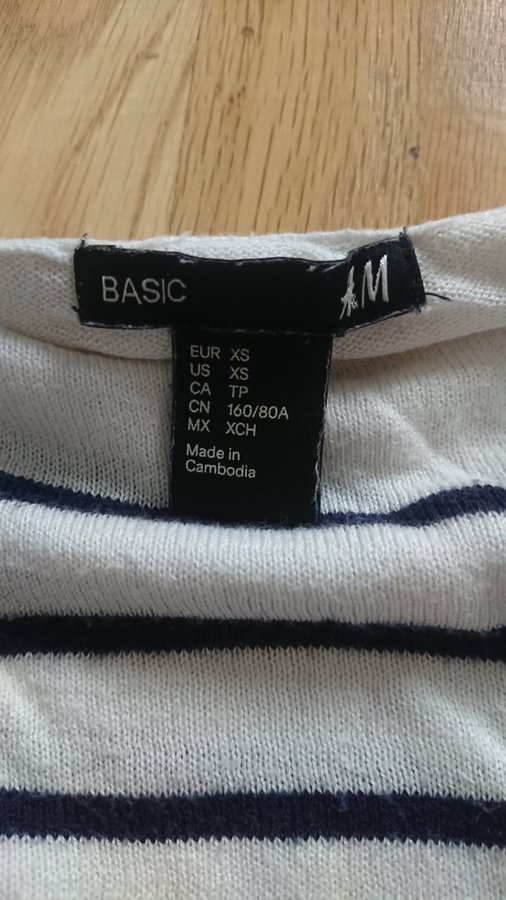 BASIC H&M
EUR XS
US XS
CA TP
CN 160/80A
MX XCH
Made in
Cambodia